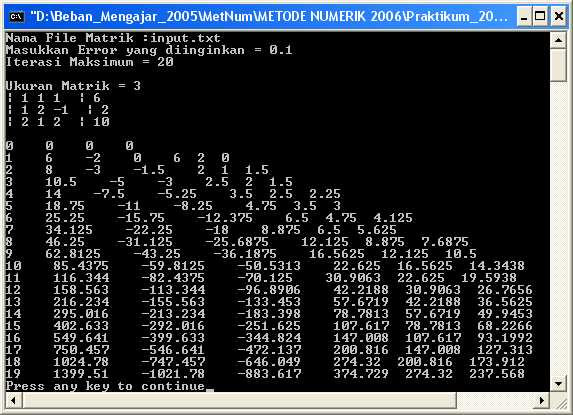 "D:\Beban_Mengajar_2005\MetNum\METODE NUMERIK 2006\Praktikum_20...
Nama File Matrik :input.txt
Masukkan Error yang diinginkan = 0.1
Iterasi Maksimum = 20
Ukuran Matrik = 3
¦ 1 1 1 ¦ 6
¦ 1 2 -1 ¦ 2
¦ 2 1 2 ¦ 10
0 0 0 0
1 6 -2 0 6 2 0
2 8 -3 -1.5 2 1 1.5
3 10.5 -5 -3 2.5 2 1.5
4 14 -7.5 -5.25 3.5 2.5 2.25
5 18.75 -11 -8.25 4.75 3.5 3
6 25.25 -15.75 -12.375 6.5 4.75 4.125
7 34.125 -22.25 -18 8.875 6.5 5.625
8 46.25 -31.125 -25.6875 12.125 8.875 7.6875
9 62.8125 -43.25 -36.1875 16.5625 12.125 10.5
10 85.4375 -59.8125 -50.5313 22.625 16.5625 14.3438
11 116.344 -82.4375 -70.125 30.9063 22.625 19.5938
12 158.563 -113.344 -96.8906 42.2188 30.9063 26.7656
13 216.234 -155.563 -133.453 57.6719 42.2188 36.5625
14 295.016 -213.234 -183.398 78.7813 57.6719 49.9453
15 402.633 -292.016 -251.625 107.617 78.7813 68.2266
16 549.641 -399.633 -344.824 147.008 107.617 93.1992
17 750.457 -546.641 -472.137 200.816 147.008 127.313
18 1024.78 -747.457 -646.049 274.32 200.816 173.912
19 1399.51 -1021.78 -883.617 374.729 274.32 237.568
Press any key to continue_